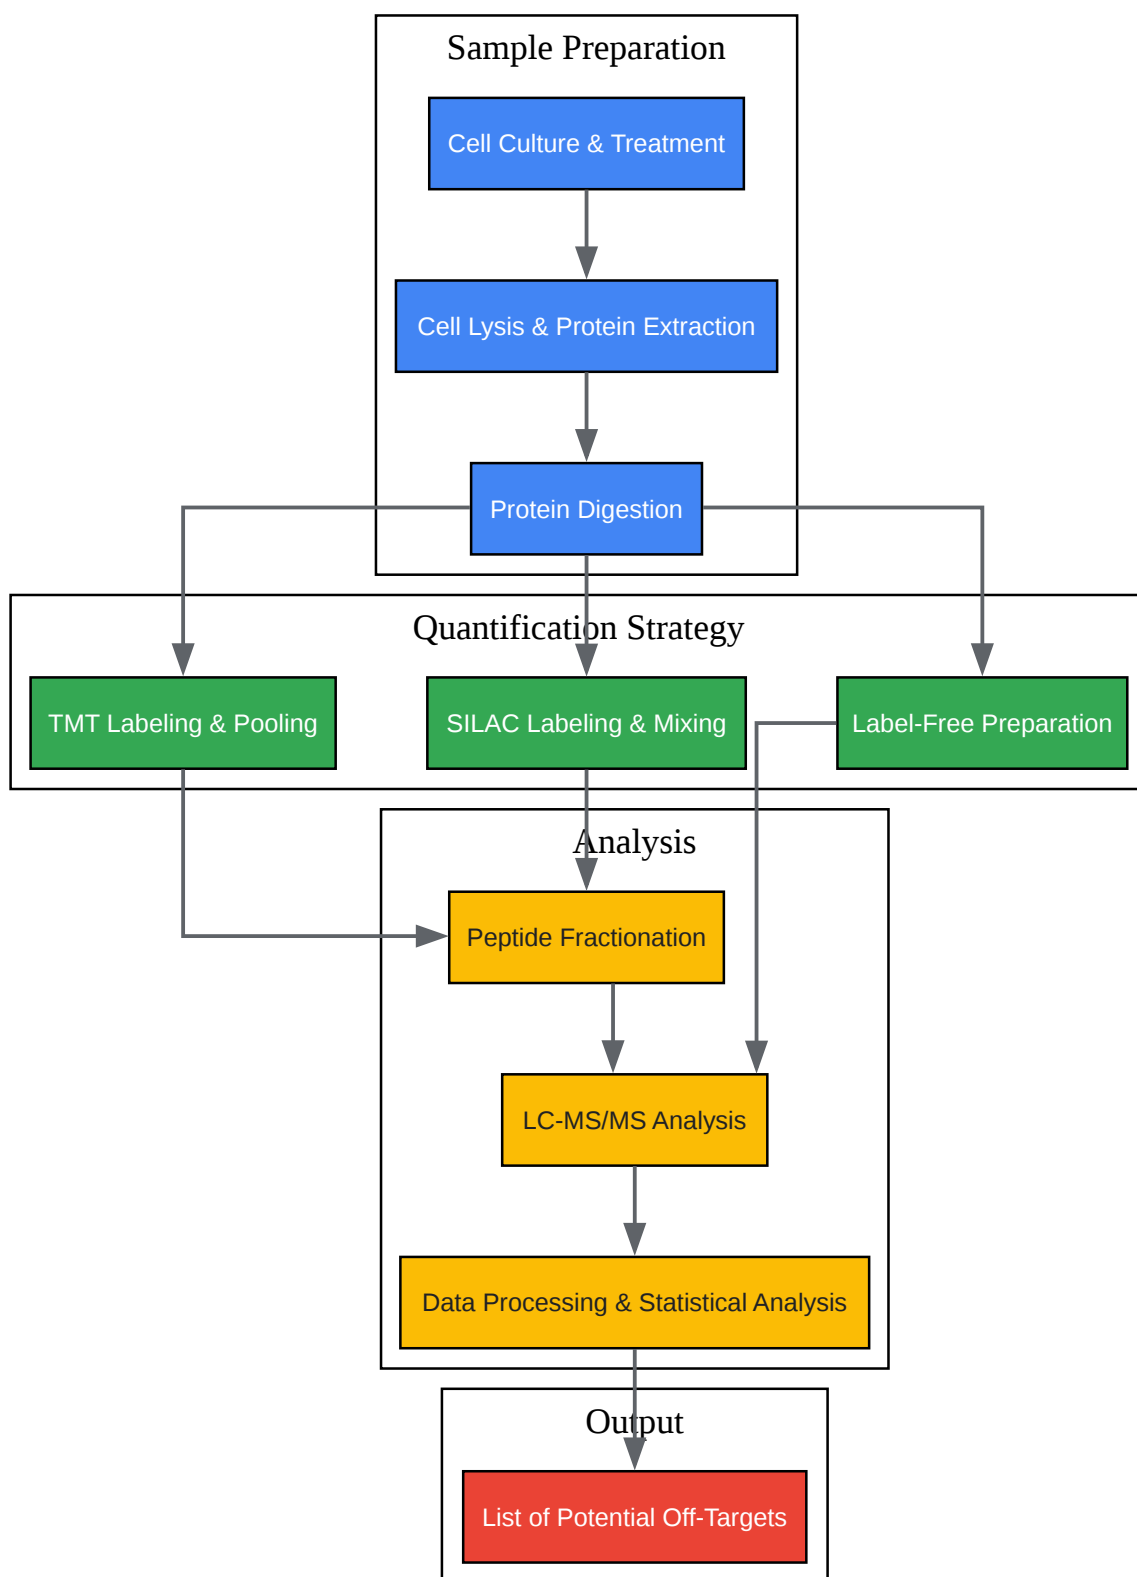 Sample Preparation
Cell Culture & Treatment
Cell Lysis & Protein Extraction
Protein Digestion
Quantification Strategy
TMT Labeling & Pooling
SILAC Labeling & Mixing
Label-Free Preparation
Analysis
Peptide Fractionation
LC-MS/MS Analysis
Data Processing & Statistical Analysis
Output
List of Potential Off-Targets